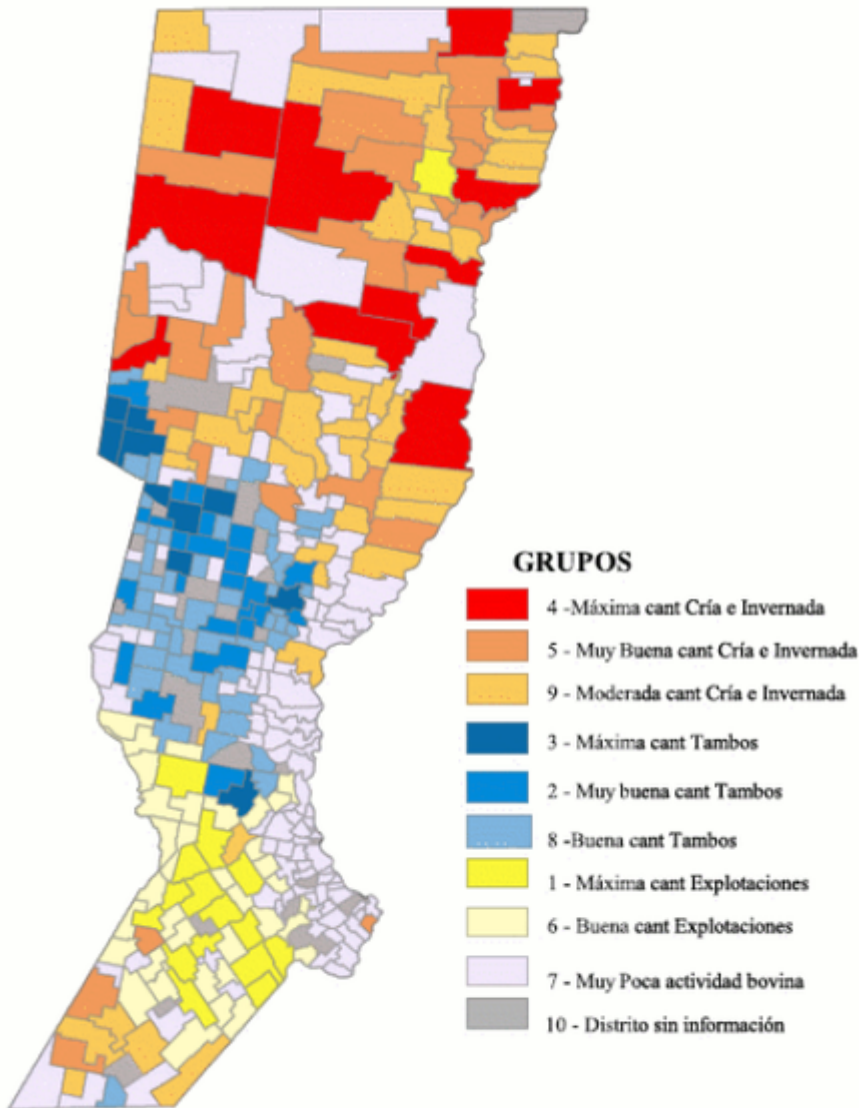 GRUPOS
4 -Máxima cant Cría e Invernada
5 - Muy Buena cant Cría e Invernada
9 - Moderada cant Cría e Invernada
3 - Máxima cant Tambos
2 - Muy buena cant Tambos
8 -Buena cant Tambos
1 - Máxima cant Explotaciones
6 - Buena cant Explotaciones
7 - Muy Poca actividad bovina
10 - Distrito sin información